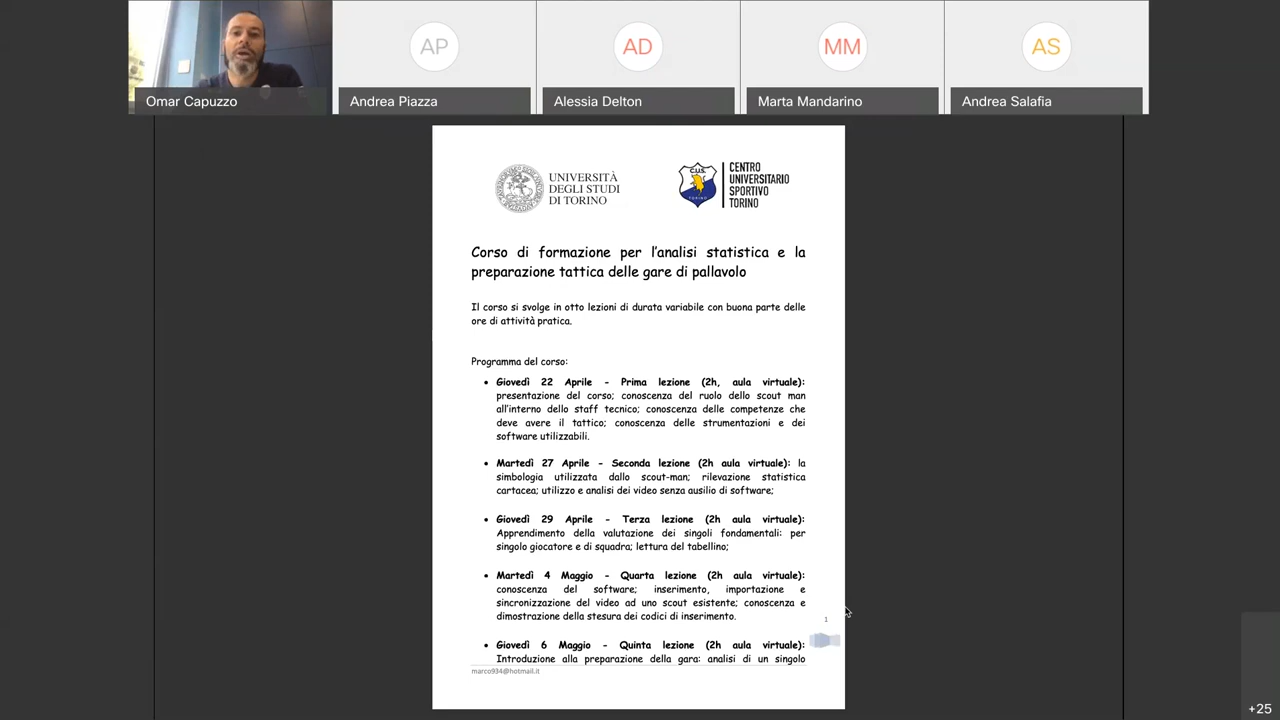 AP
AD
MM
AS
Omar Capuzzo
Andrea Piazza
Alessia Delton
Marta Mandarino
Andrea Salafia
UNIVERSITÀ
DEGLI STUDI
DI TORINO
C.U.S.
TORINO
CENTRO
UNIVERSITARIO
SPORTIVO
TORINO
Corso di formazione per l'analisi statistica e la
preparazione tattica delle gare di pallavolo
Il corso si svolge in otto lezioni di durata variabile con buona parte delle
ore di attività pratica.
Programma del corso:
• Giovedì 22 Aprile - Prima lezione (2h, aula virtuale):
presentazione del corso; conoscenza del ruolo dello scout man
all'interno dello staff tecnico; conoscenza delle competenze che
deve avere il tattico; conoscenza delle strumentazioni e dei
software utilizzabili.
• Martedì 27 Aprile - Seconda lezione (2h aula virtuale): la
simbologia utilizzata dallo scout-man; rilevazione statistica
cartacea; utilizzo e analisi dei video senza ausilio di software;
• Giovedì 29 Aprile - Terza lezione (2h aula virtuale):
Apprendimento della valutazione dei singoli fondamentali: per
singolo giocatore e di squadra; lettura del tabellino;
• Martedì 4 Maggio - Quarta lezione (2h aula virtuale):
conoscenza del software; inserimento, importazione e
sincronizzazione del video ad uno scout esistente; conoscenza e
dimostrazione della stesura dei codici di inserimento.
1
• Giovedì 6 Maggio - Quinta lezione (2h aula virtuale):
Introduzione alla preparazione della gara: analisi di un singolo
marco934@hotmail.it
+25